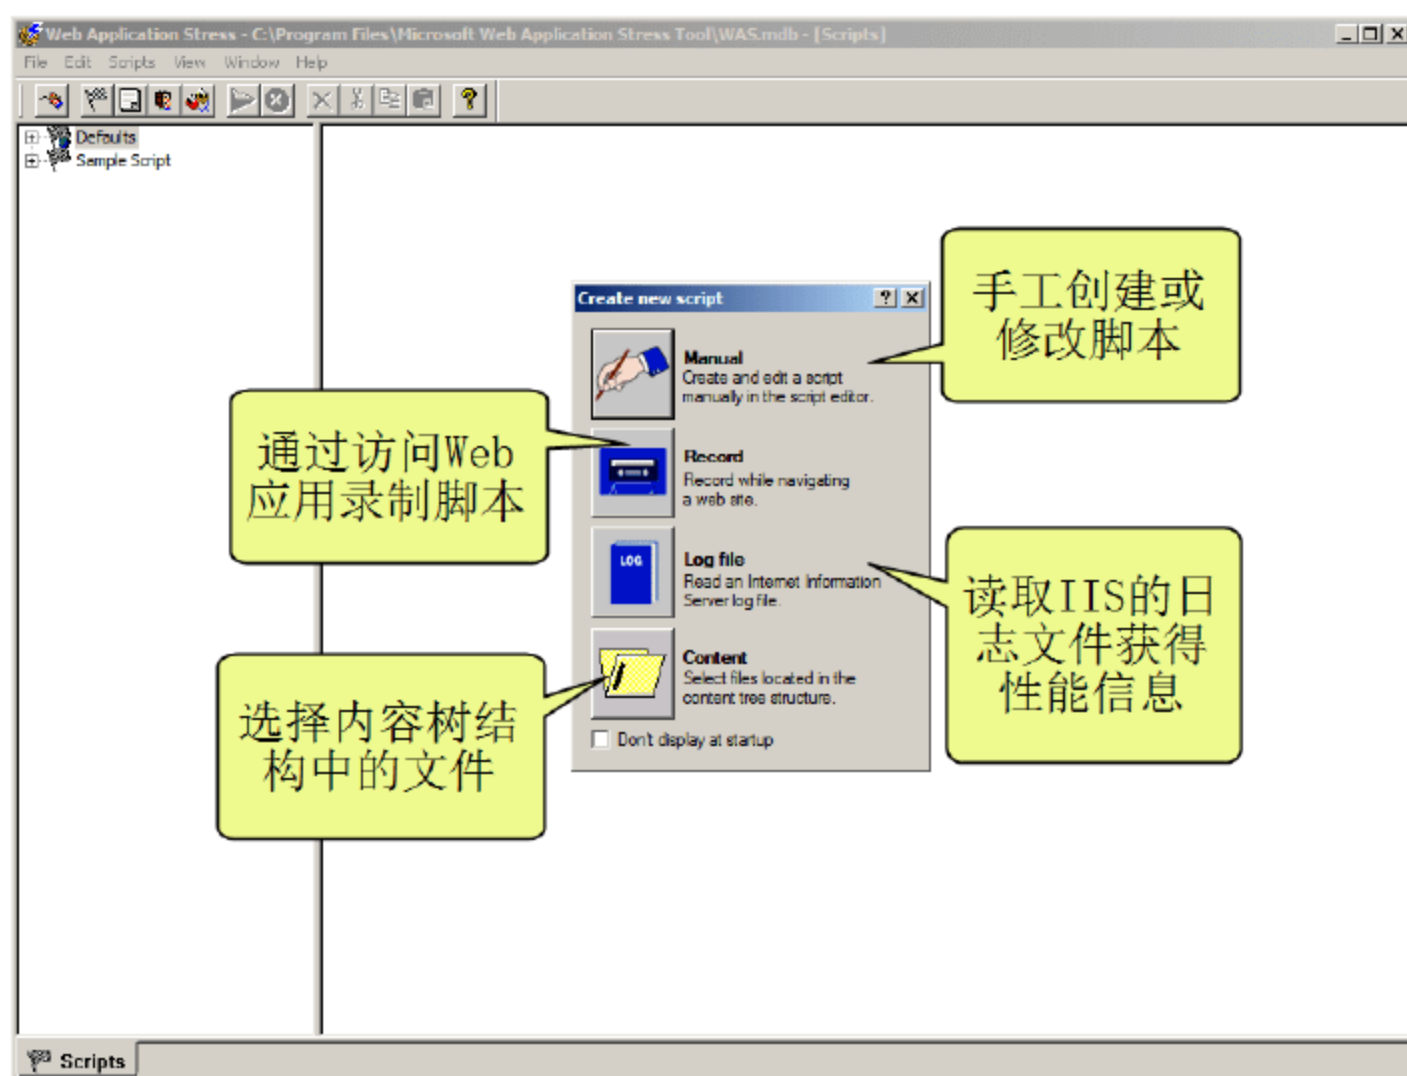 Web Application Stress - C:\Program Files\Microsoft Web Application Stress Tool\WAS.mdb - [Scripts]
File Edit Scripts View Window Help
Defaults
Sample Script
Create new script
Manual
Create and edit a script
manually in the script editor.
手工创建或
修改脚本
Record
Record while navigating
a web site.
通过访问Web
应用录制脚本
LOG
Log file
Read an Internet Information
Server log file.
读取IIS的日
志文件获得
性能信息
Content
Select files located in the
content tree structure.
选择内容树结
构中的文件
Don't display at startup
Scripts